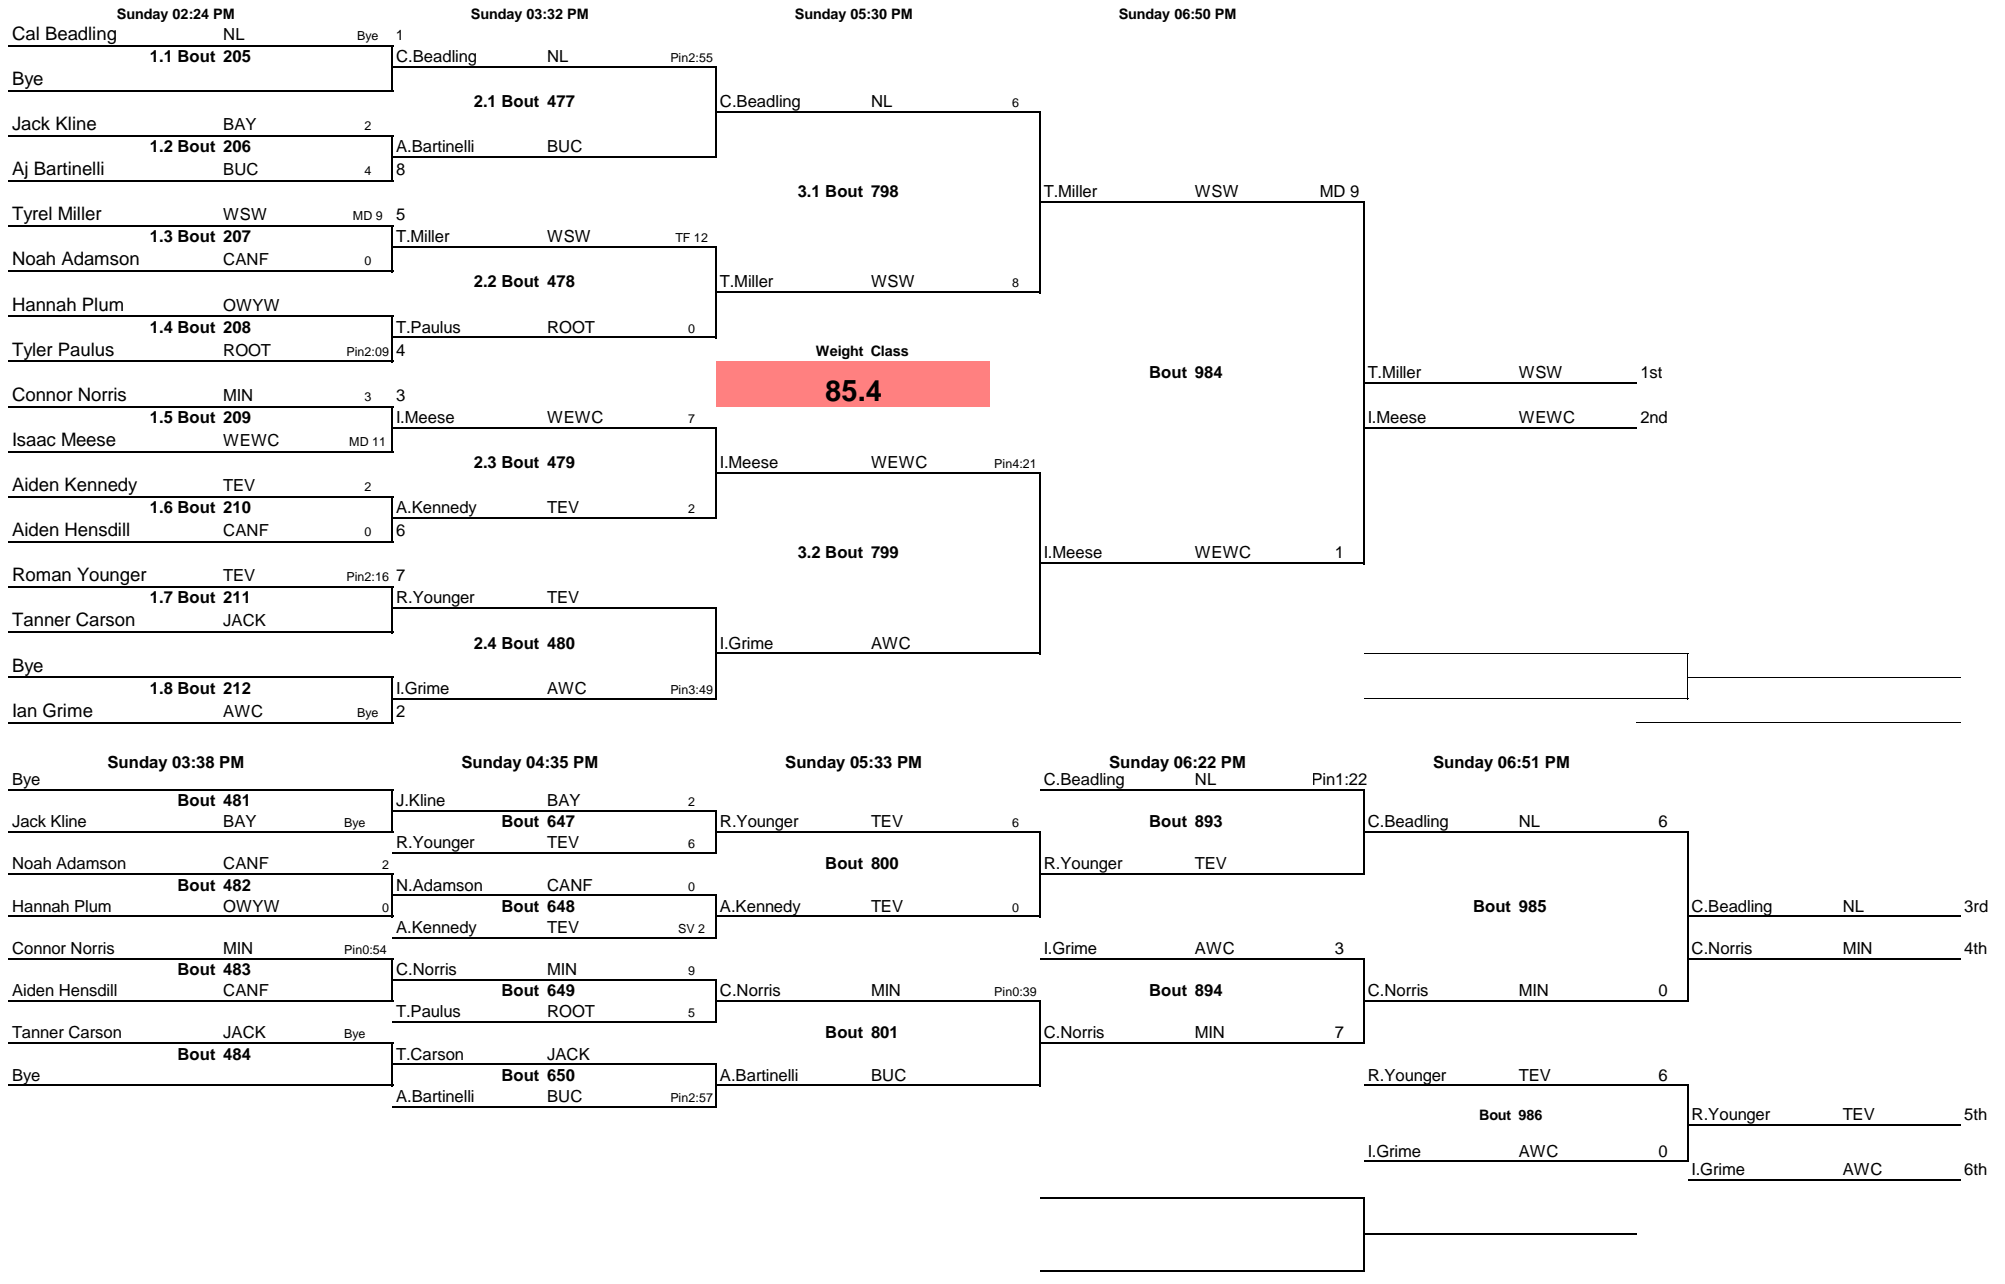 Sunday 02:24 PM Sunday 03:32 PM Sunday 05:30 PM Sunday 06:50 PM
Cal Beadling NL Bye 1
1.1 Bout 205 C.Beadling NL Pin2:55
Bye
2.1 Bout 477 C.Beadling NL 6
Jack Kline BAY 2
1.2 Bout 206 A.Bartinelli BUC
Aj Bartinelli BUC 4 8
3.1 Bout 798 T.Miller WSW MD 9
Tyrel Miller WSW MD 9 5
1.3 Bout 207 T.Miller WSW TF 12
Noah Adamson CANF 0
2.2 Bout 478 T.Miller WSW 8
Hannah Plum OWYW
1.4 Bout 208 T.Paulus ROOT 0
Tyler Paulus ROOT Pin2:09 4 Weight Class
Bout 984 T.Miller WSW 1st
Connor Norris MIN 3 3 85.4
1.5 Bout 209 I.Meese WEWC 7 I.Meese WEWC 2nd
Isaac Meese WEWC MD 11
2.3 Bout 479 I.Meese WEWC Pin4:21
Aiden Kennedy TEV 2
1.6 Bout 210 A.Kennedy TEV 2
Aiden Hensdill CANF 0 6
3.2 Bout 799 I.Meese WEWC 1
Roman Younger TEV Pin2:16 7
1.7 Bout 211 R.Younger TEV
Tanner Carson JACK
2.4 Bout 480 I.Grime AWC
Bye
1.8 Bout 212 I.Grime AWC Pin3:49
Ian Grime AWC Bye 2
Sunday 03:38 PM Sunday 04:35 PM Sunday 05:33 PM Sunday 06:22 PM Sunday 06:51 PM
Bye C.Beadling NL Pin1:22
Bout 481 J.Kline BAY 2
Jack Kline BAY Bye Bout 647 R.Younger TEV 6 Bout 893 C.Beadling NL 6
R.Younger TEV 6
Noah Adamson CANF 2 Bout 800 R.Younger TEV
Bout 482 N.Adamson CANF 0
Hannah Plum OWYW 0 Bout 648 A.Kennedy TEV 0 Bout 985 C.Beadling NL 3rd
A.Kennedy TEV SV 2
Connor Norris MIN Pin0:54 I.Grime AWC 3 C.Norris MIN 4th
Bout 483 C.Norris MIN 9
Aiden Hensdill CANF Bout 649 C.Norris MIN Pin0:39 Bout 894 C.Norris MIN 0
T.Paulus ROOT 5
Tanner Carson JACK Bye Bout 801 C.Norris MIN 7
Bout 484 T.Carson JACK
Bye Bout 650 A.Bartinelli BUC R.Younger TEV 6
A.Bartinelli BUC Pin2:57
Bout 986 R.Younger TEV 5th
I.Grime AWC 0
I.Grime AWC 6th